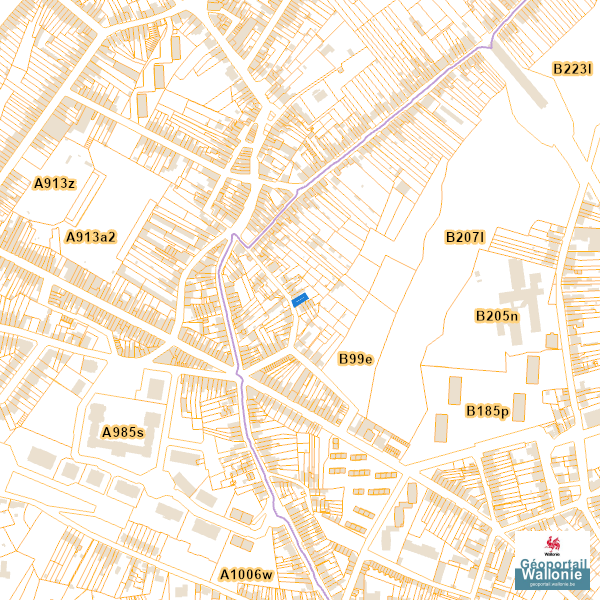 B223l
A913z
A913a2
B207l
B205n
B99e
B185p
A985s
A1006w
Wallonie
Géoportail
Wallonie
geoportail.wallonie.be